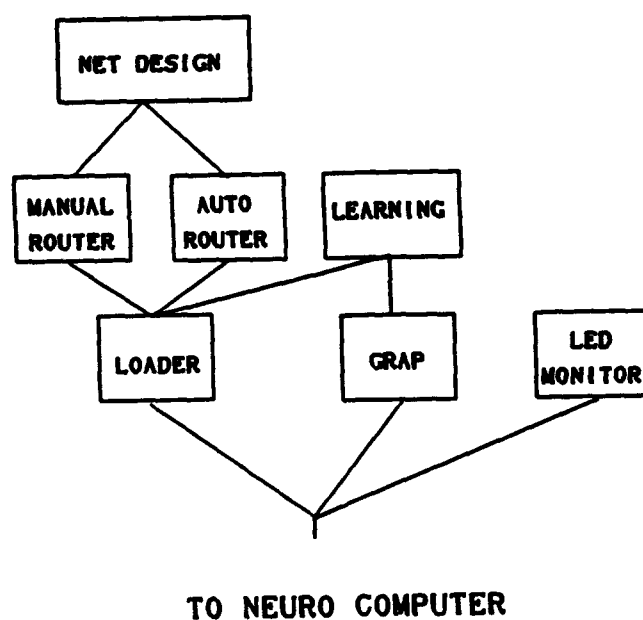 NET DESIGN
MANUAL
ROUTER
AUTO
ROUTER
LEARNING
LOADER
GRAP
LED
MONITOR
TO NEURO COMPUTER